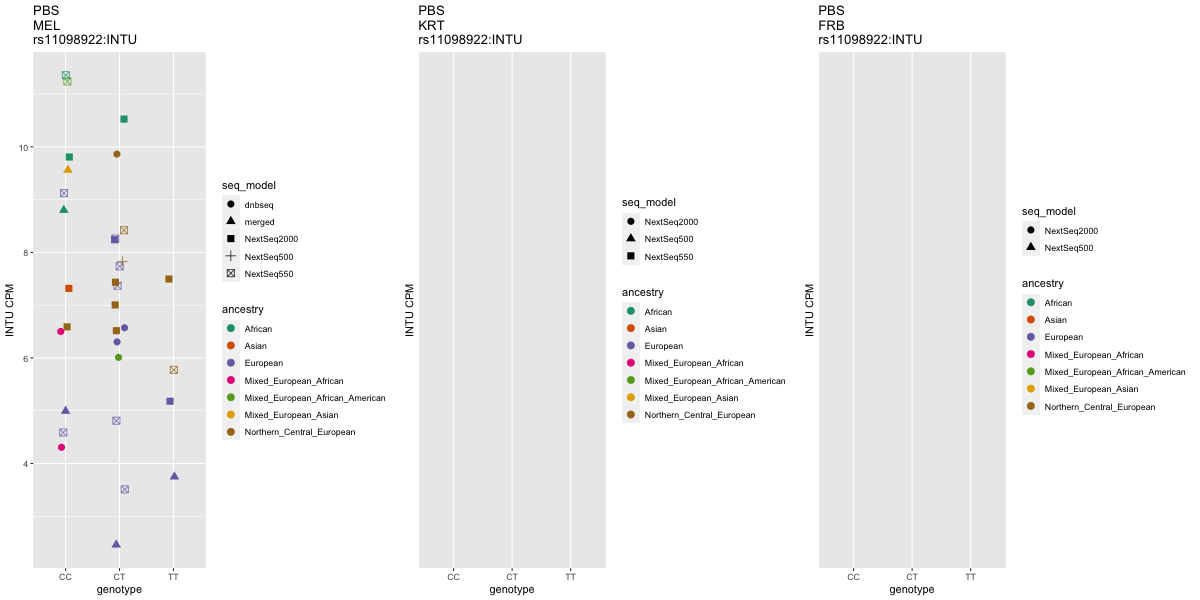 PBS
MEL
rs11098922:INTU
INTU CPM
10
8
6
4
CC
CT
TT
genotype
seq_model
dnbseq
merged
NextSeq2000
NextSeq500
NextSeq550
ancestry
African
Asian
European
Mixed_European_African
Mixed_European_African_American
Mixed_European_Asian
Northern_Central_European
PBS
KRT
rs11098922:INTU
INTU CPM
CC
CT
TT
genotype
seq_model
NextSeq2000
NextSeq500
NextSeq550
ancestry
African
Asian
European
Mixed_European_African
Mixed_European_African_American
Mixed_European_Asian
Northern_Central_European
PBS
FRB
rs11098922:INTU
INTU CPM
CC
CT
TT
genotype
seq_model
NextSeq2000
NextSeq500
ancestry
African
Asian
European
Mixed_European_African
Mixed_European_African_American
Mixed_European_Asian
Northern_Central_European